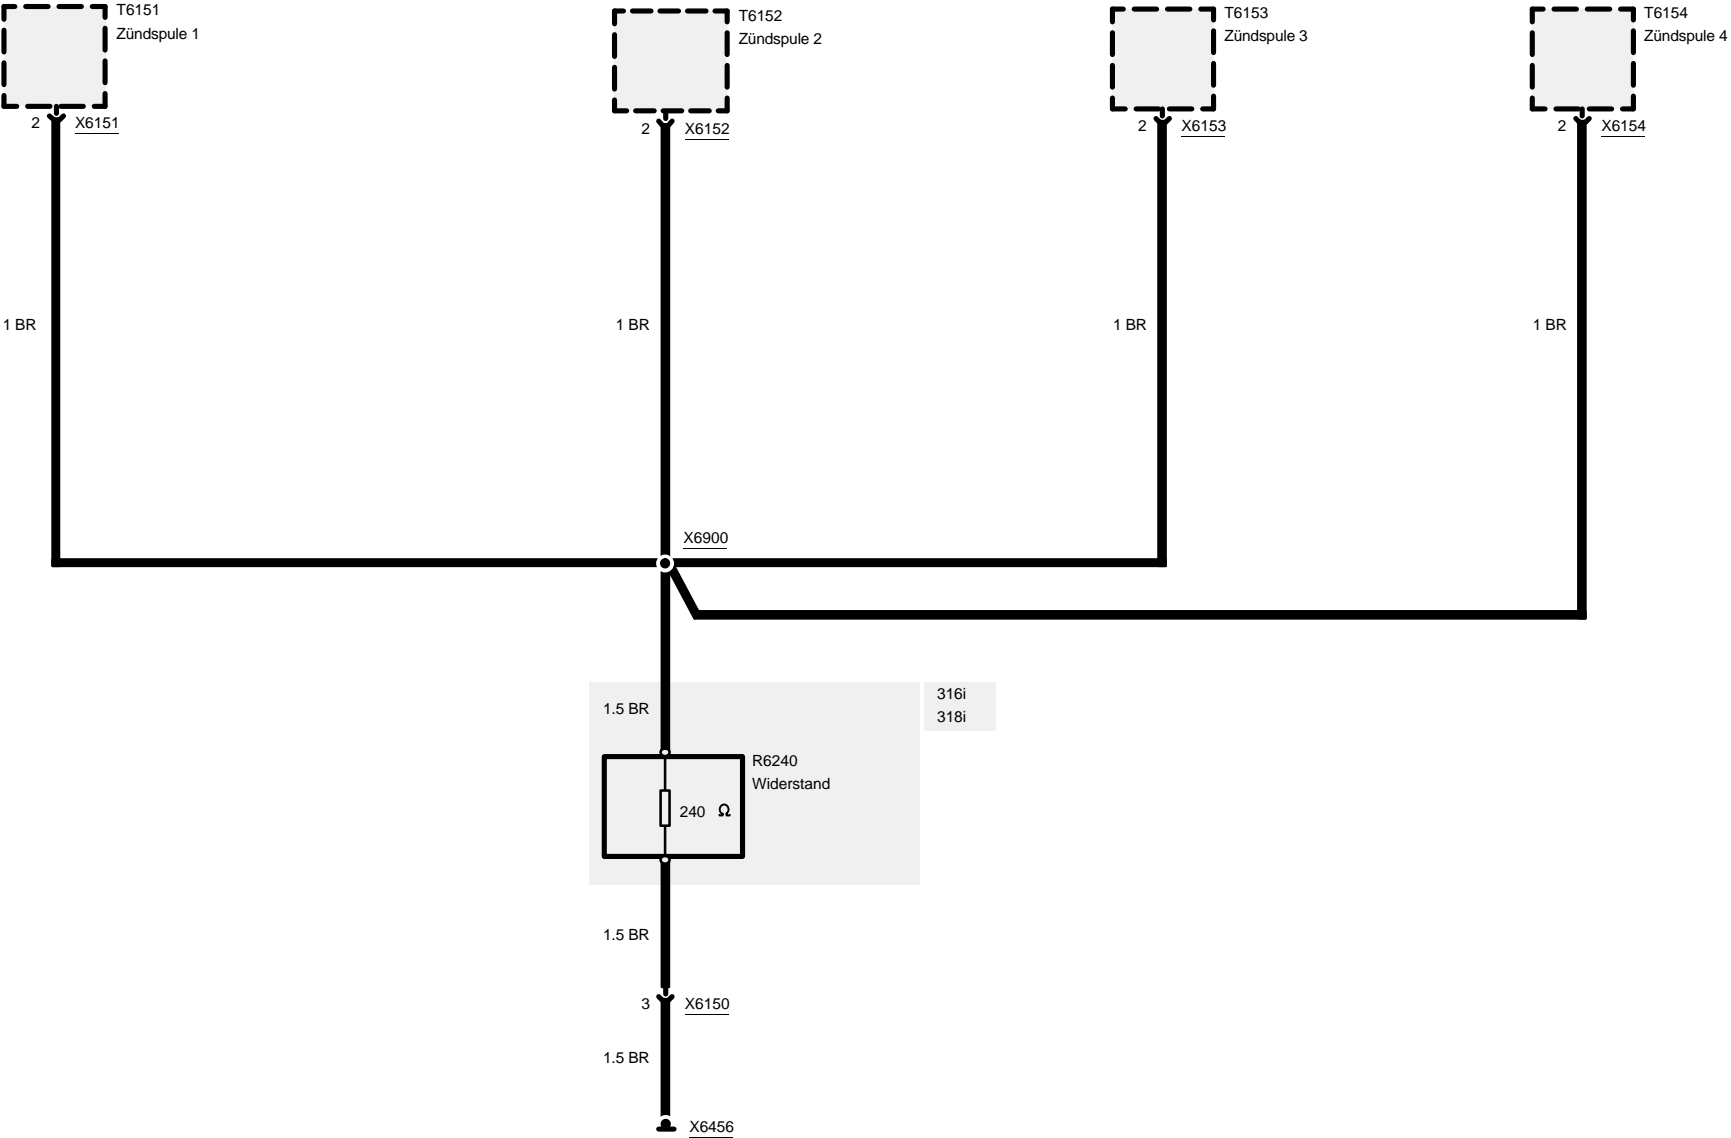 T6151
Zündspule 1
T6152
Zündspule 2
T6153
Zündspule 3
T6154
Zündspule 4
2 X6151
2 X6152
2 X6153
2 X6154
1 BR
1 BR
1 BR
1 BR
X6900
316i
318i
1.5 BR
R6240
Widerstand
240 Ω
1.5 BR
3 X6150
1.5 BR
X6456